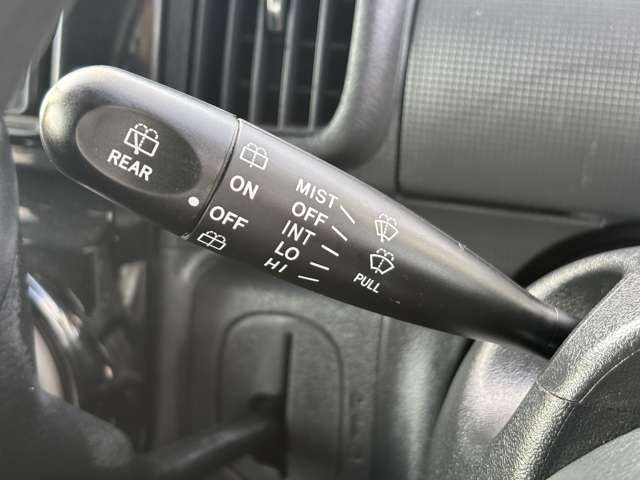 REAR
ON
OFF
MIST
OFF
INT
LO
HI
PULL